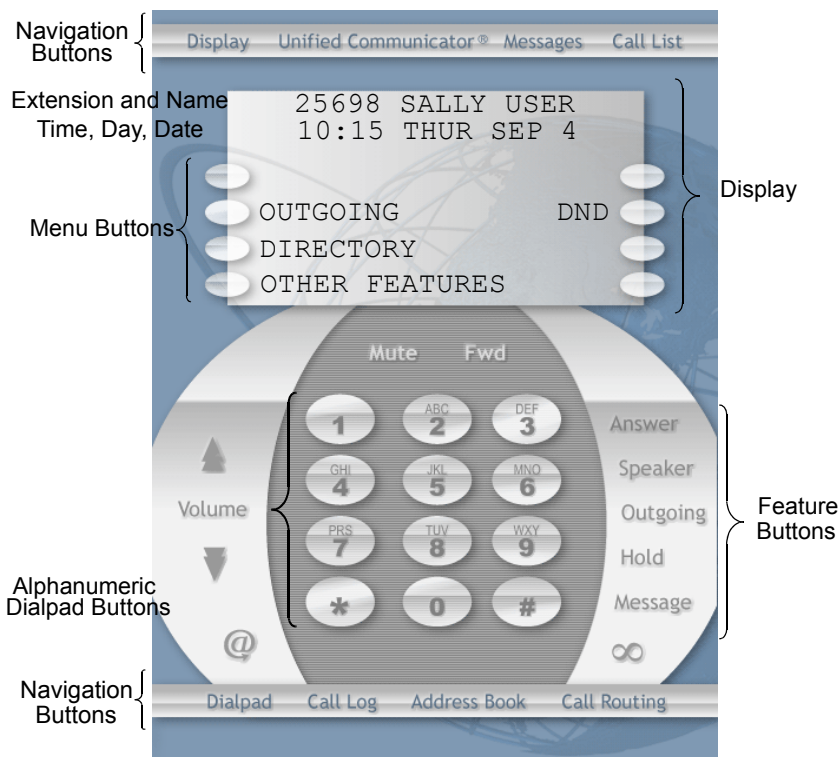 Navigation
Buttons
Display Unified Communicator® Messages Call List
Extension and Name
Time, Day, Date
25698 SALLY USER
10:15 THUR SEP 4
Display
Menu Buttons
OUTGOING DND
DIRECTORY
OTHER FEATURES
Mute Fwd
1 ABC 2 DEF 3
GHI 4 JKL 5 MNO 6
PRS 7 TUV 8 WXY 9
* 0 #
Volume
Alphanumeric
Dialpad Buttons
@
Answer
Speaker
Outgoing
Hold
Message
∞
Feature
Buttons
Navigation
Buttons
Dialpad Call Log Address Book Call Routing